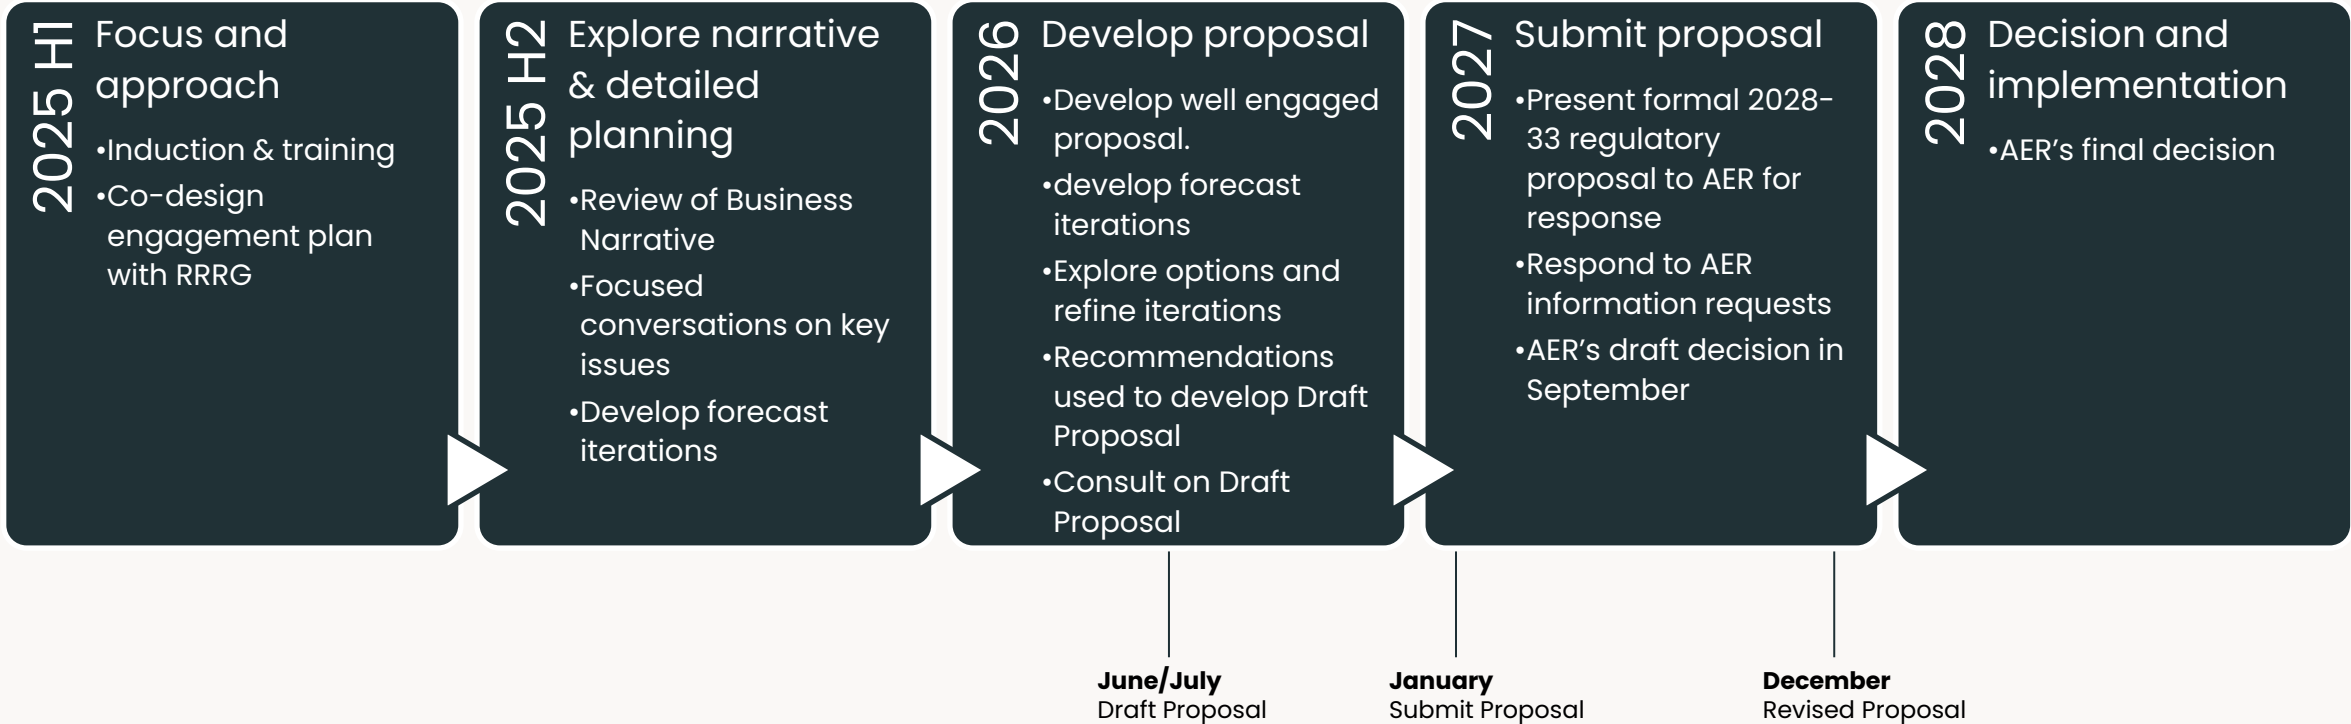 2025 H1
Focus and
approach
•Induction & training
•Co-design
engagement plan
with RRRG
2025 H2
Explore narrative
& detailed
planning
•Review of Business
Narrative
•Focused
conversations on key
issues
•Develop forecast
iterations
2026
Develop proposal
•Develop well engaged
proposal.
•develop forecast
iterations
•Explore options and
refine iterations
•Recommendations
used to develop Draft
Proposal
•Consult on Draft
Proposal
2027
Submit proposal
•Present formal 2028-
33 regulatory
proposal to AER for
response
•Respond to AER
information requests
•AER’s draft decision in
September
2028
Decision and
implementation
•AER’s final decision
June/July
Draft Proposal
January
Submit Proposal
December
Revised Proposal